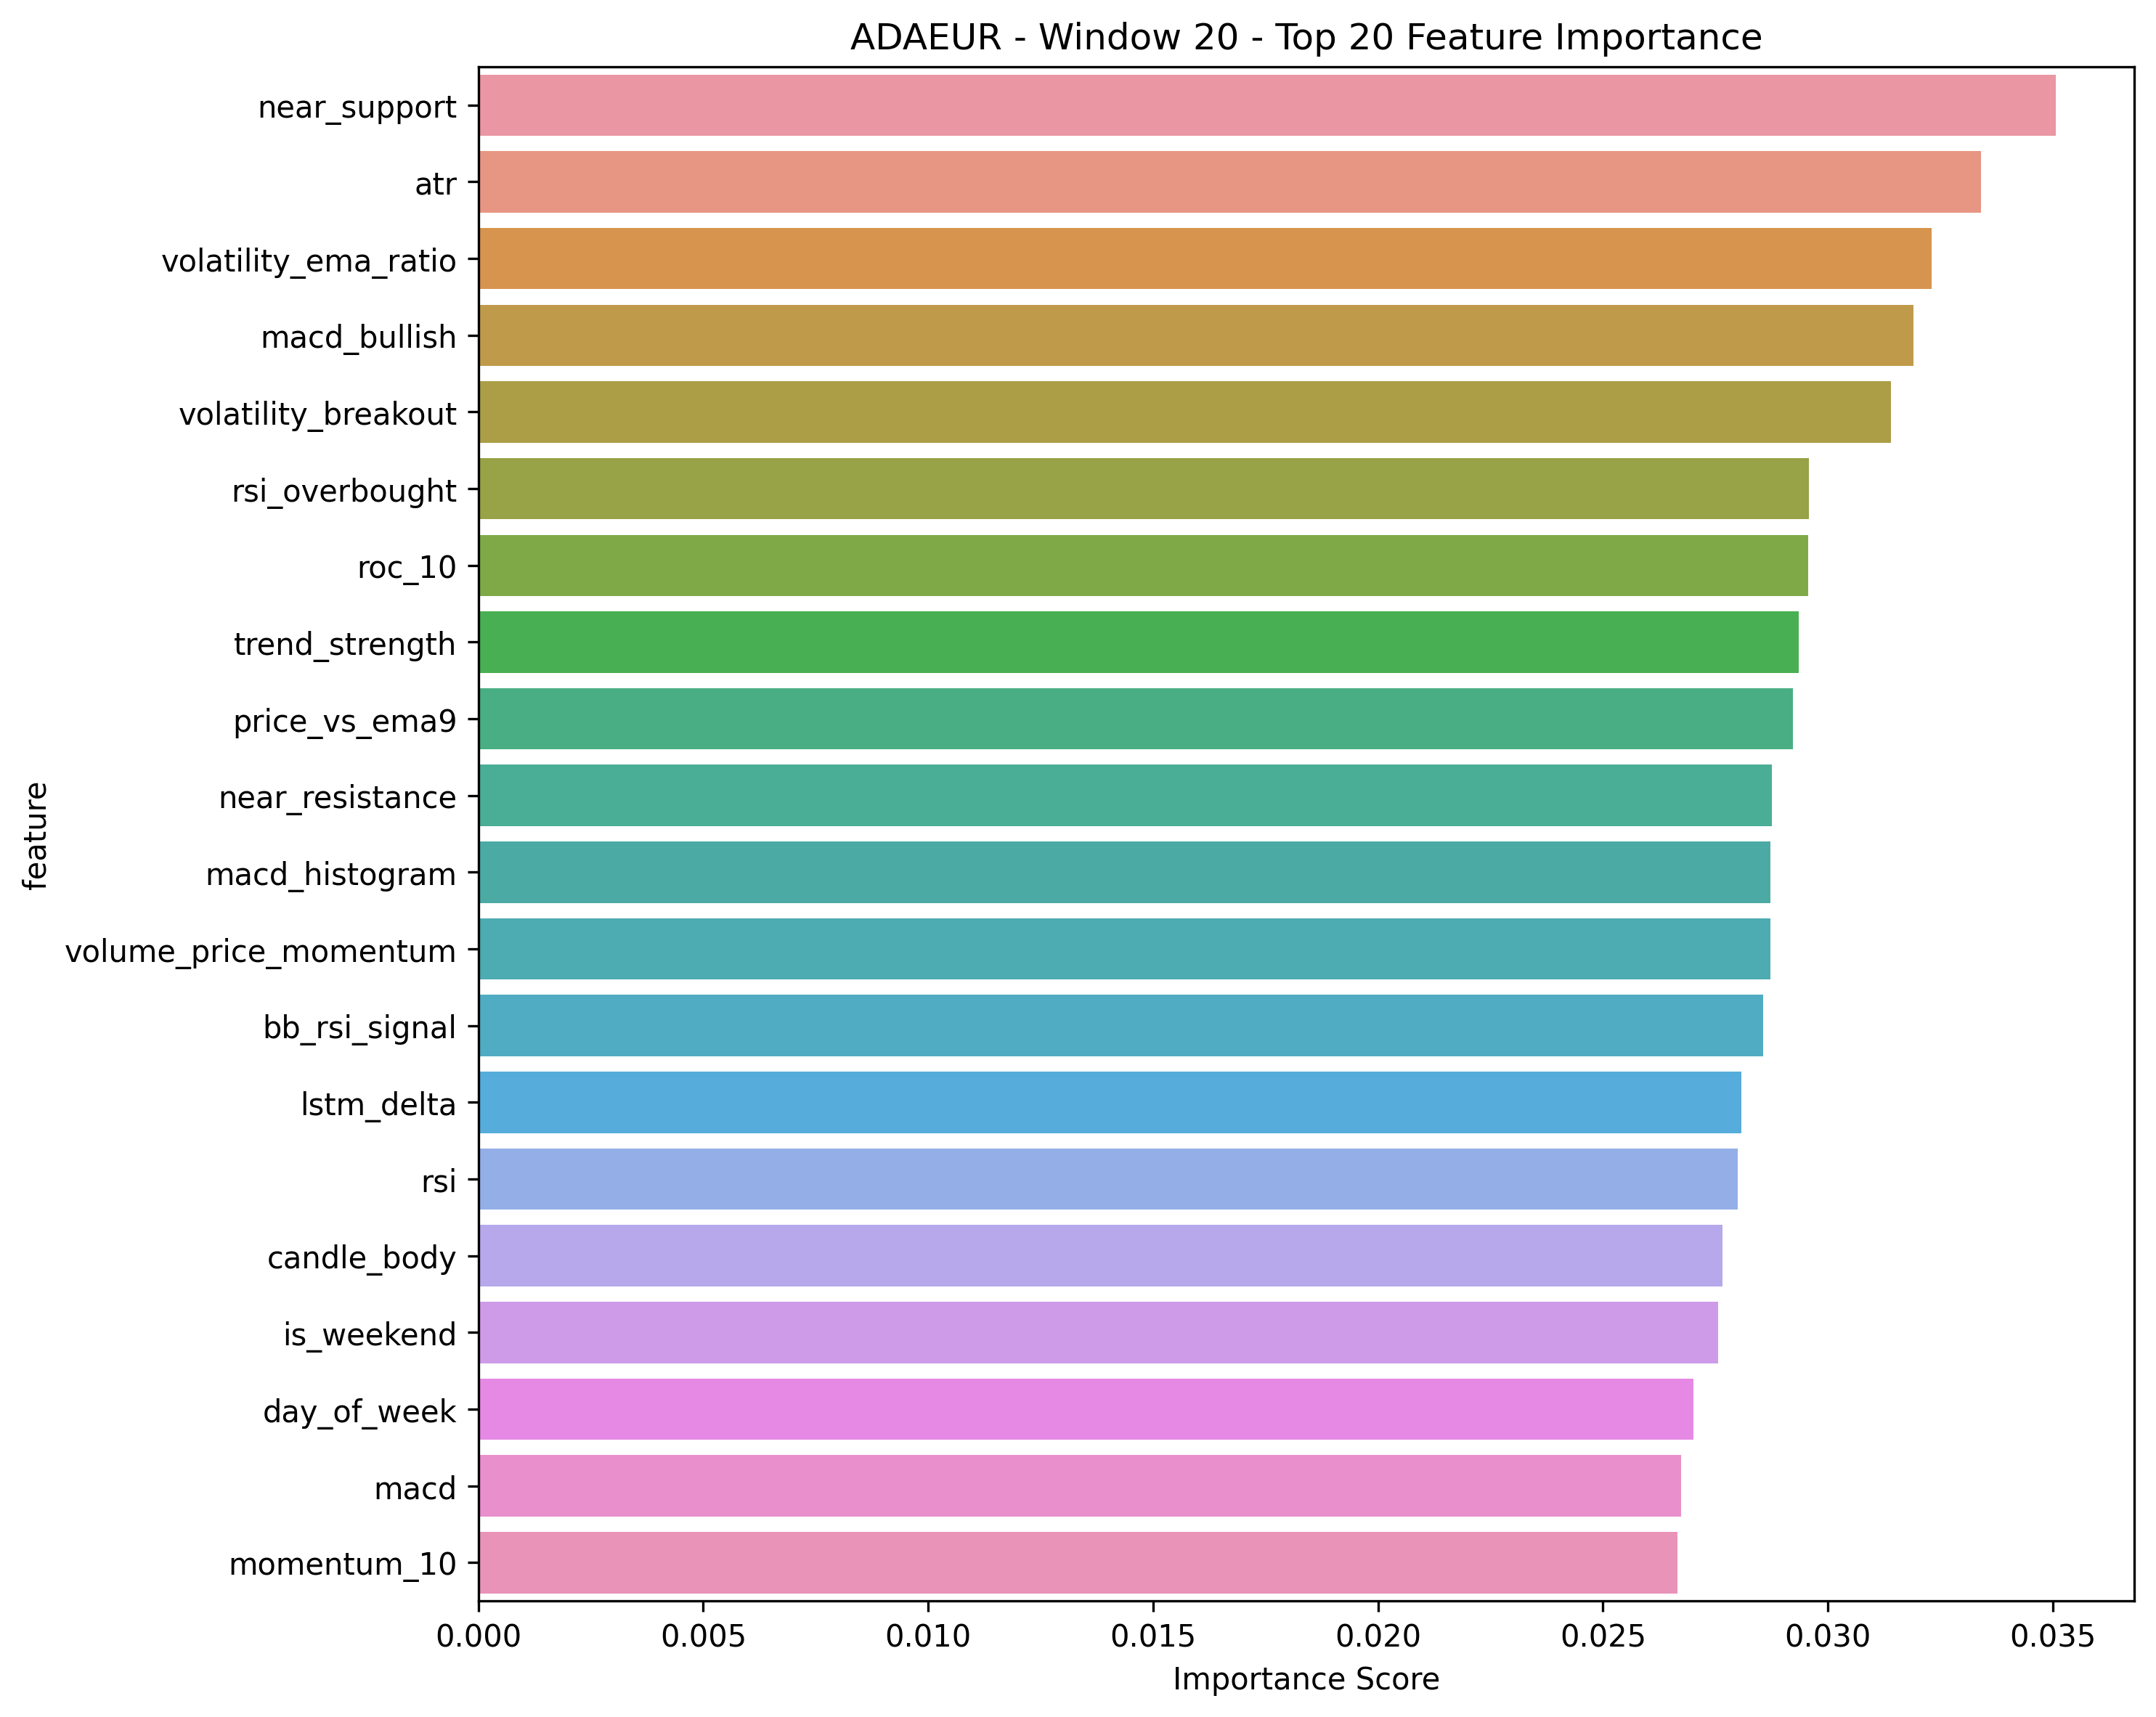 ADAEUR - Window 20 - Top 20 Feature Importance
near_support
atr
volatility_ema_ratio
macd_bullish
volatility_breakout
rsi_overbought
roc_10
trend_strength
price_vs_ema9
near_resistance
macd_histogram
volume_price_momentum
bb_rsi_signal
lstm_delta
rsi
candle_body
is_weekend
day_of_week
macd
momentum_10
feature
0.000 0.005 0.010 0.015 0.020 0.025 0.030 0.035
Importance Score